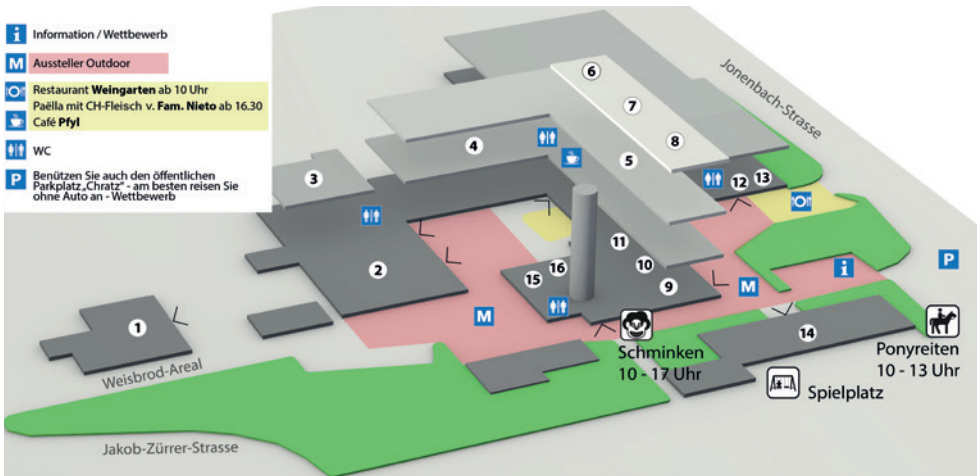 i Information / Wettbewerb
M Aussteller Outdoor
Restaurant Weingarten ab 10 Uhr
Paëlla mit CH-Fleisch v. Fam. Nieto ab 16.30
Café Pfyl
WC
P Benützen Sie auch den öffentlichen
Parkplatz „Chratz" - am besten reisen Sie
ohne Auto an - Wettbewerb
Jonenbach-Strasse
6
7
8
4
5
3
12
13
11
10
9
16
15
2
i
P
M
M
1
14
Schminken
10 - 17 Uhr
Ponyreiten
10 - 13 Uhr
Spielplatz
Weisbrod-Areal
Jakob-Zürrer-Strasse